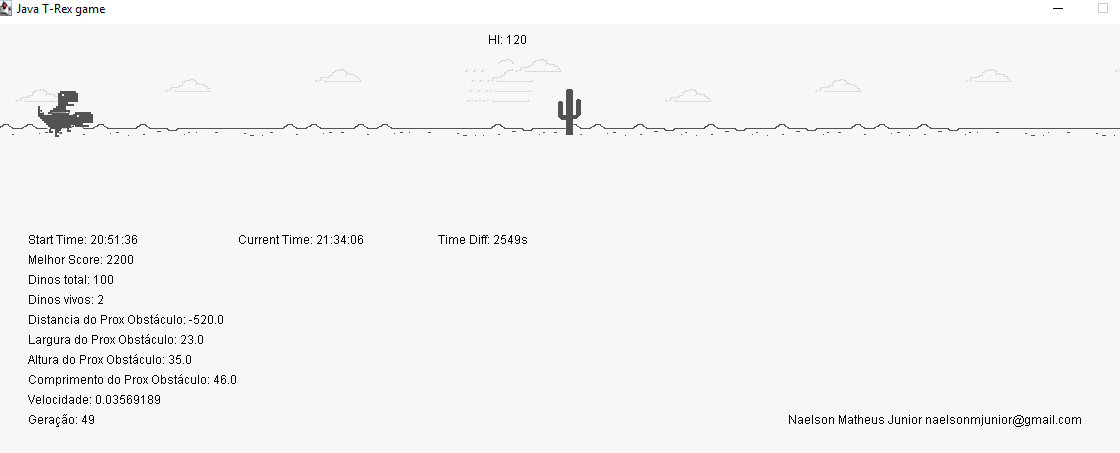 Java T-Rex game
HI: 120
Start Time: 20:51:36 Current Time: 21:34:06 Time Diff: 2549s
Melhor Score: 2200
Dinos total: 100
Dinos vivos: 2
Distancia do Prox Obstáculo: -520.0
Largura do Prox Obstáculo: 23.0
Altura do Prox Obstáculo: 35.0
Comprimento do Prox Obstáculo: 46.0
Velocidade: 0.03569189
Geração: 49 Naelson Matheus Junior naelsonmjunior@gmail.com